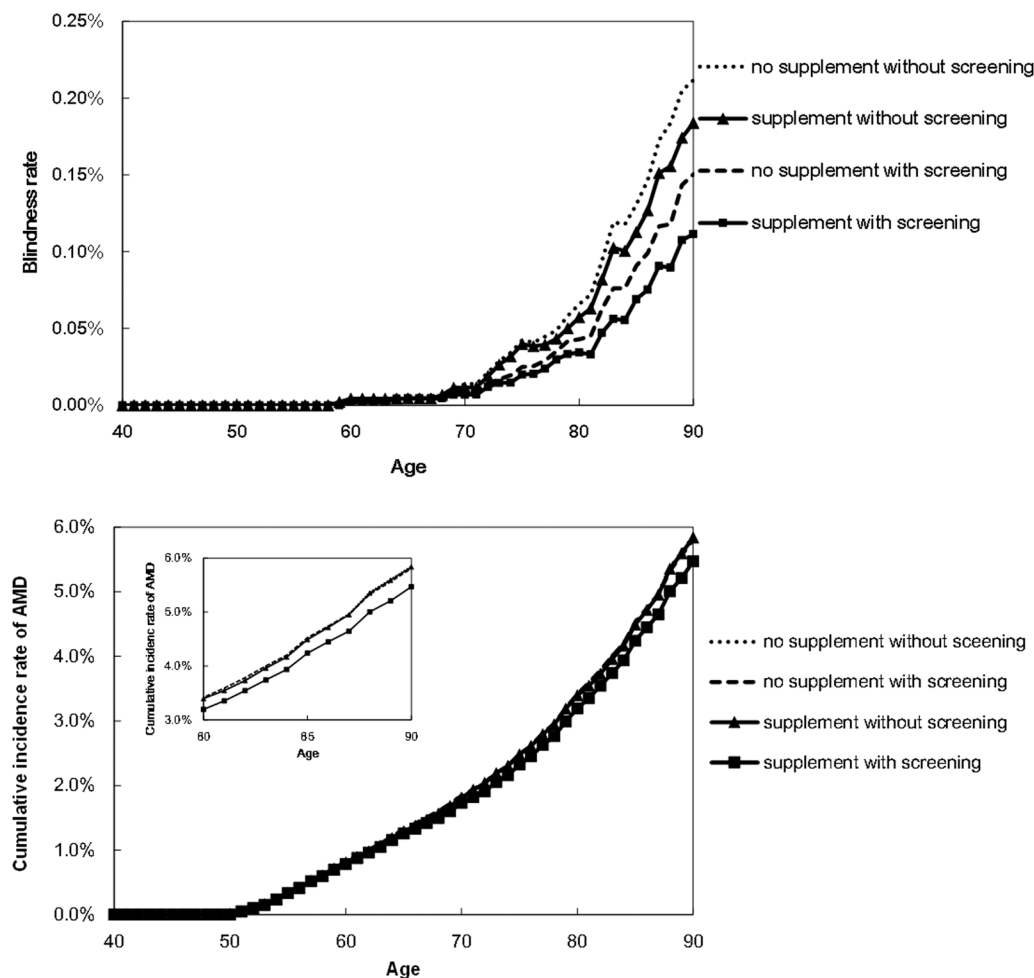 0.25%
0.20%
0.15%
0.10%
0.05%
0.00%
Blindness rate
40
50
60
70
80
90
Age
no supplement without screening
supplement without screening
no supplement with screening
supplement with screening
6.0%
5.0%
4.0%
3.0%
2.0%
1.0%
0.0%
Cumulative incidence rate of AMD
40
50
60
70
80
90
Age
6.0%
5.0%
4.0%
3.0%
Cumulative incidenc rate of AMD
80
85
90
Age
no supplement without sceening
no supplement with screening
supplement without screening
supplement with screening